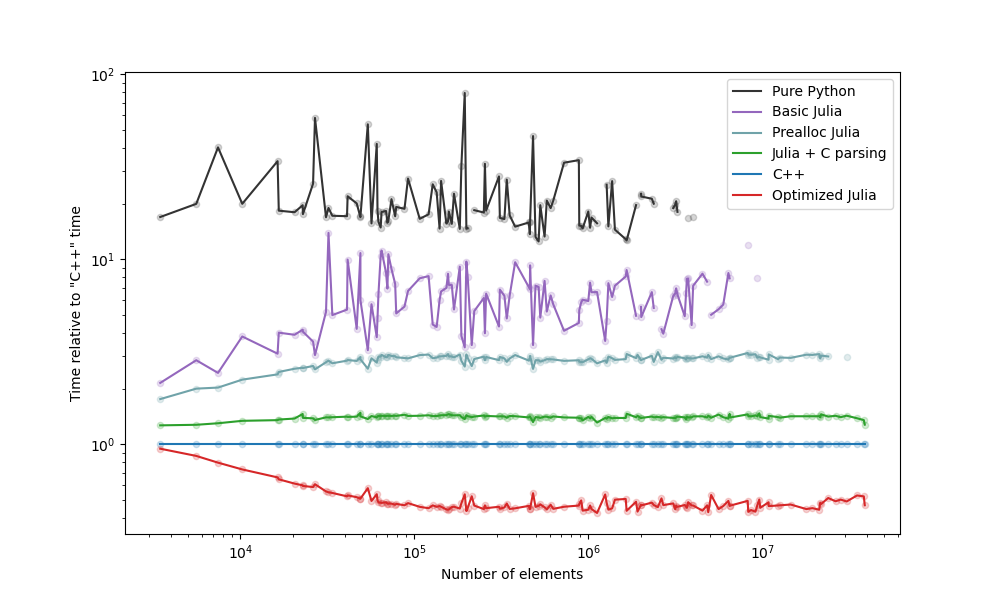 10²
10¹
10⁰
Time relative to "C++" time
Pure Python
Basic Julia
Prealloc Julia
Julia + C parsing
C++
Optimized Julia
10⁴
10⁵
10⁶
10⁷
Number of elements